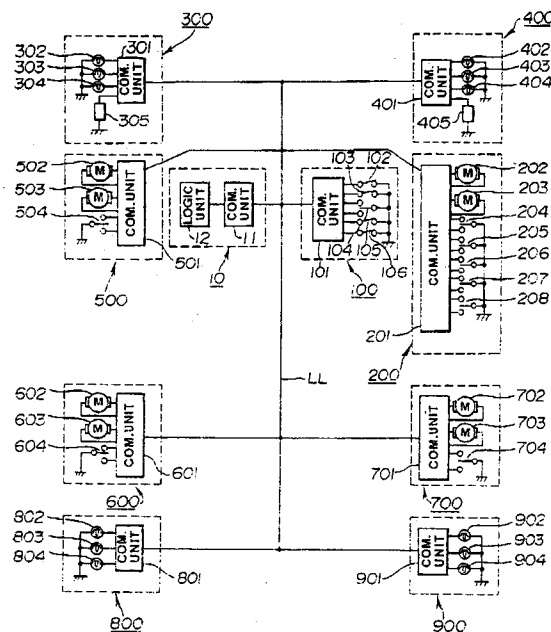 300
302
301
303
304
COM. UNIT
305
400
402
403
404
COM. UNIT
401
405
502
M
503
M
504
COM.UNIT
501
500
LOGIC UNIT
COM. UNIT
12
11
10
103
102
COM. UNIT
104
105
101
106
100
M
202
M
203
204
205
206
207
208
COM.UNIT
201
200
LL
602
M
603
M
604
COM.UNIT
601
600
COM.UNIT
M
702
M
703
704
701
700
802
803
804
COM. UNIT
801
800
COM. UNIT
902
903
904
901
900